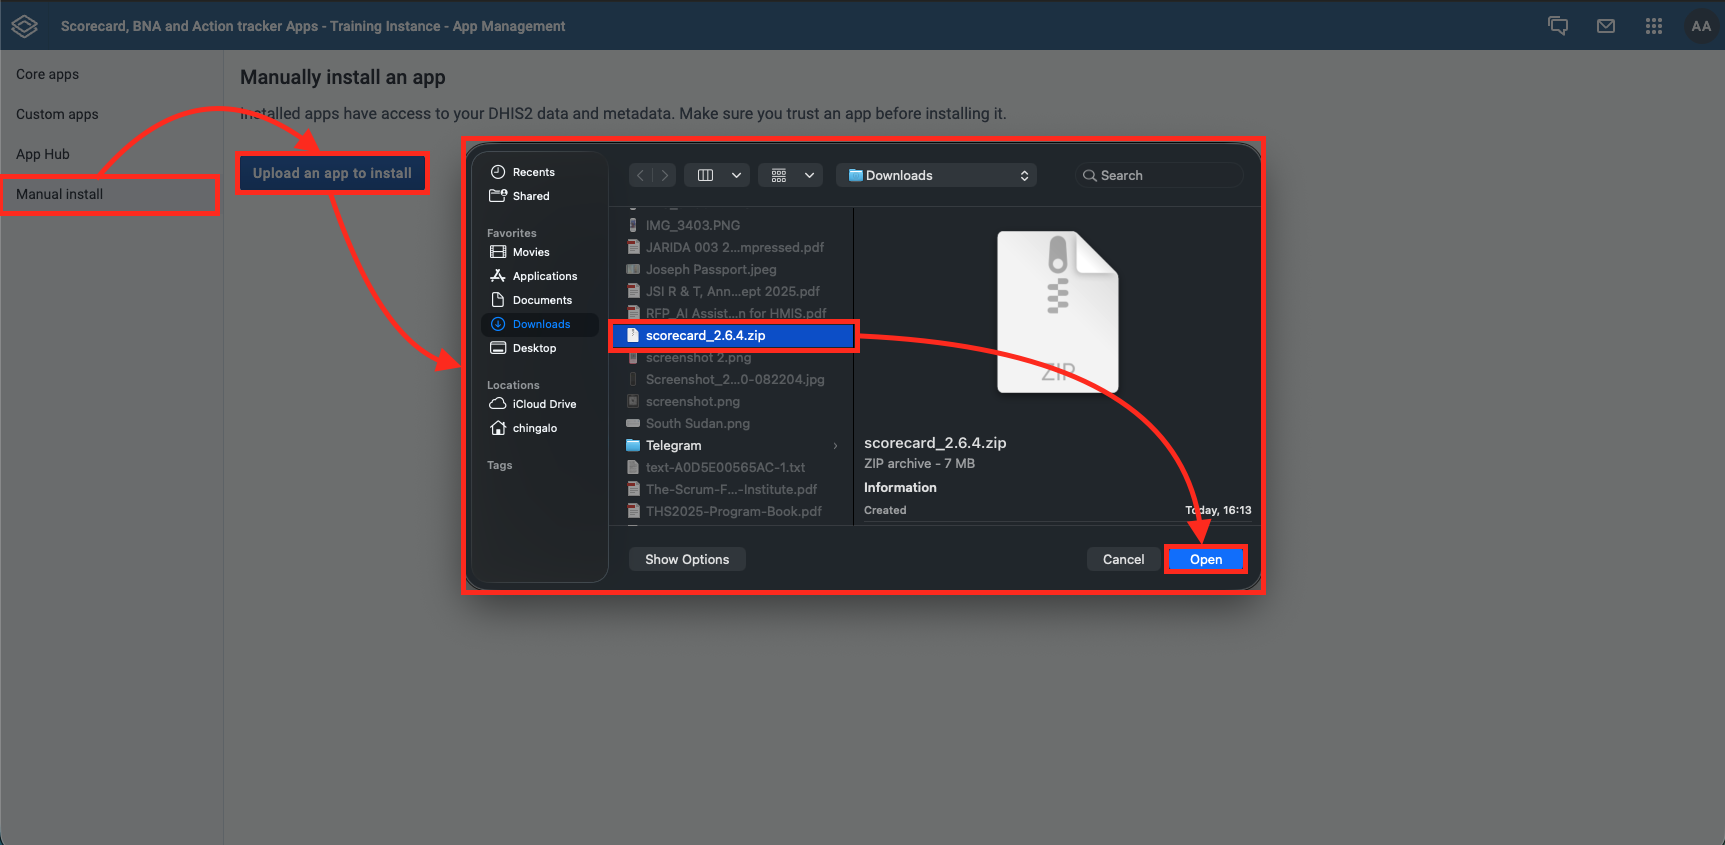 Scorecard, BNA and Action tracker Apps - Training Instance - App Management
AA
Core apps
Custom apps
App Hub
Manual install
Manually install an app
Installed apps have access to your DHIS2 data and metadata. Make sure you trust an app before installing it.
Upload an app to install
Recents
Shared
Favorites
Movies
Applications
Documents
Downloads
Desktop
Locations
iCloud Drive
chingalo
Tags
Downloads
Search
IMG_3403.PNG
JARIDA 003 2...mpressed.pdf
Joseph Passport.jpeg
JSI R & T, Ann...ept 2025.pdf
RFP_AI Assist...n for HMIS.pdf
scorecard_2.6.4.zip
screenshot 2.png
Screenshot_2...0-082204.jpg
screenshot.png
South Sudan.png
Telegram
text-A0D5E00565AC-1.txt
The-Scrum-F...-Institute.pdf
THS2025-Program-Book.pdf
ZIP
scorecard_2.6.4.zip
ZIP archive - 7 MB
Information
Created
Today, 16:13
Show Options
Cancel
Open